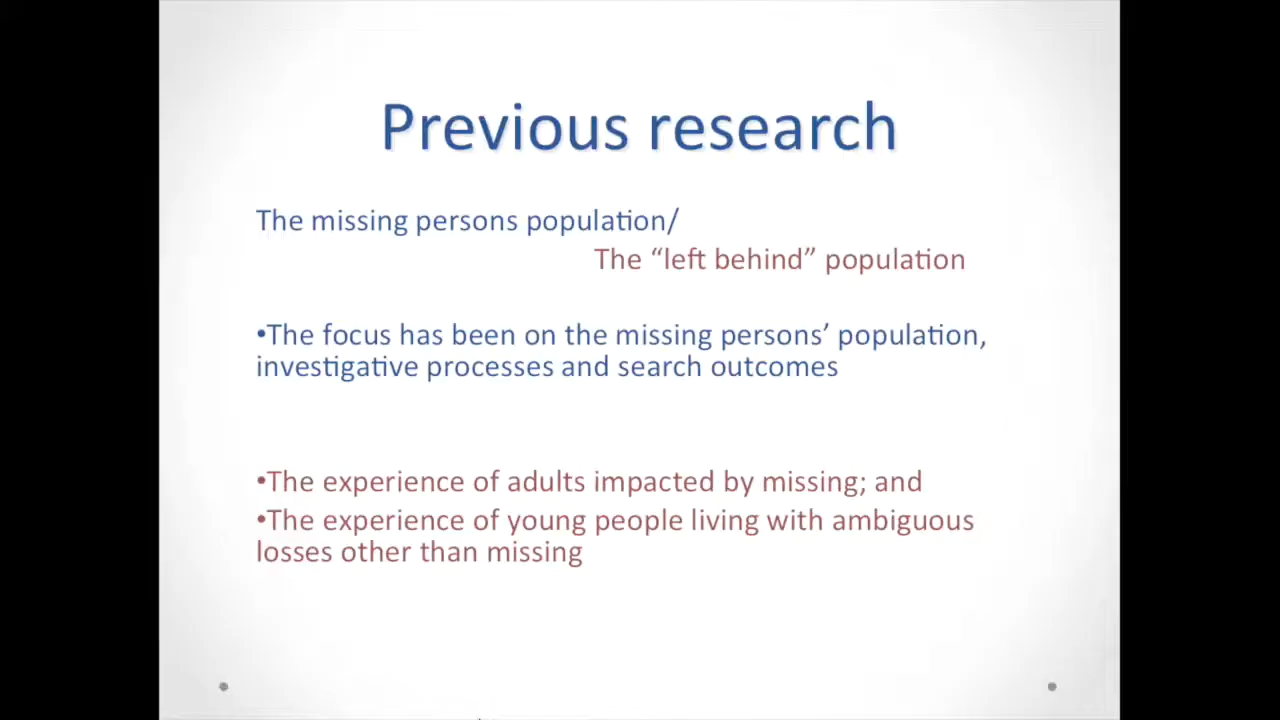 Previous research
The missing persons population/
The “left behind” population
•The focus has been on the missing persons’ population,
investigative processes and search outcomes
•The experience of adults impacted by missing; and
•The experience of young people living with ambiguous
losses other than missing